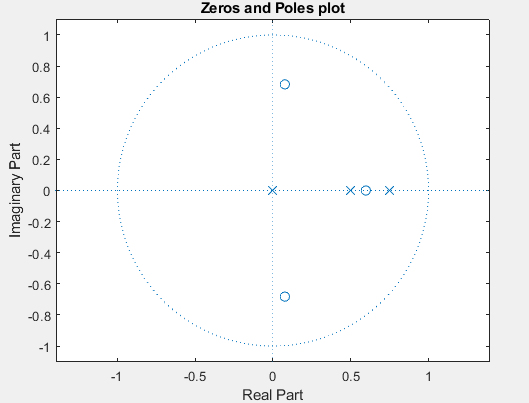 Zeros and Poles plot
1
0.8
0.6
0.4
0.2
0
-0.2
-0.4
-0.6
-0.8
-1
Imaginary Part
-1 -0.5 0 0.5 1
Real Part